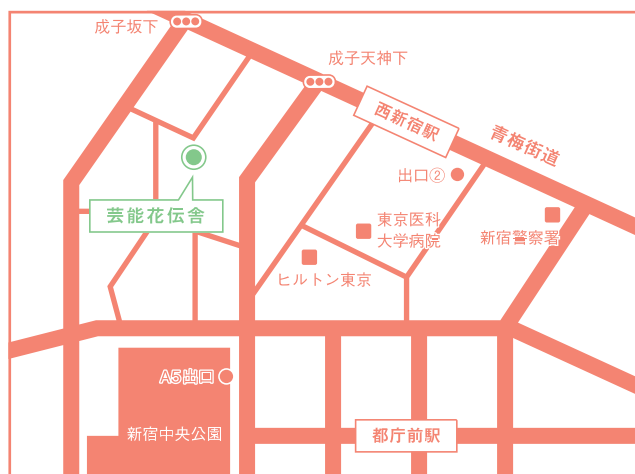 成子坂下
成子天神下
西新宿駅
青梅街道
出口②
芸能花伝舎
東京医科
大学病院
新宿警察署
ヒルトン東京
A5出口
新宿中央公園
都庁前駅